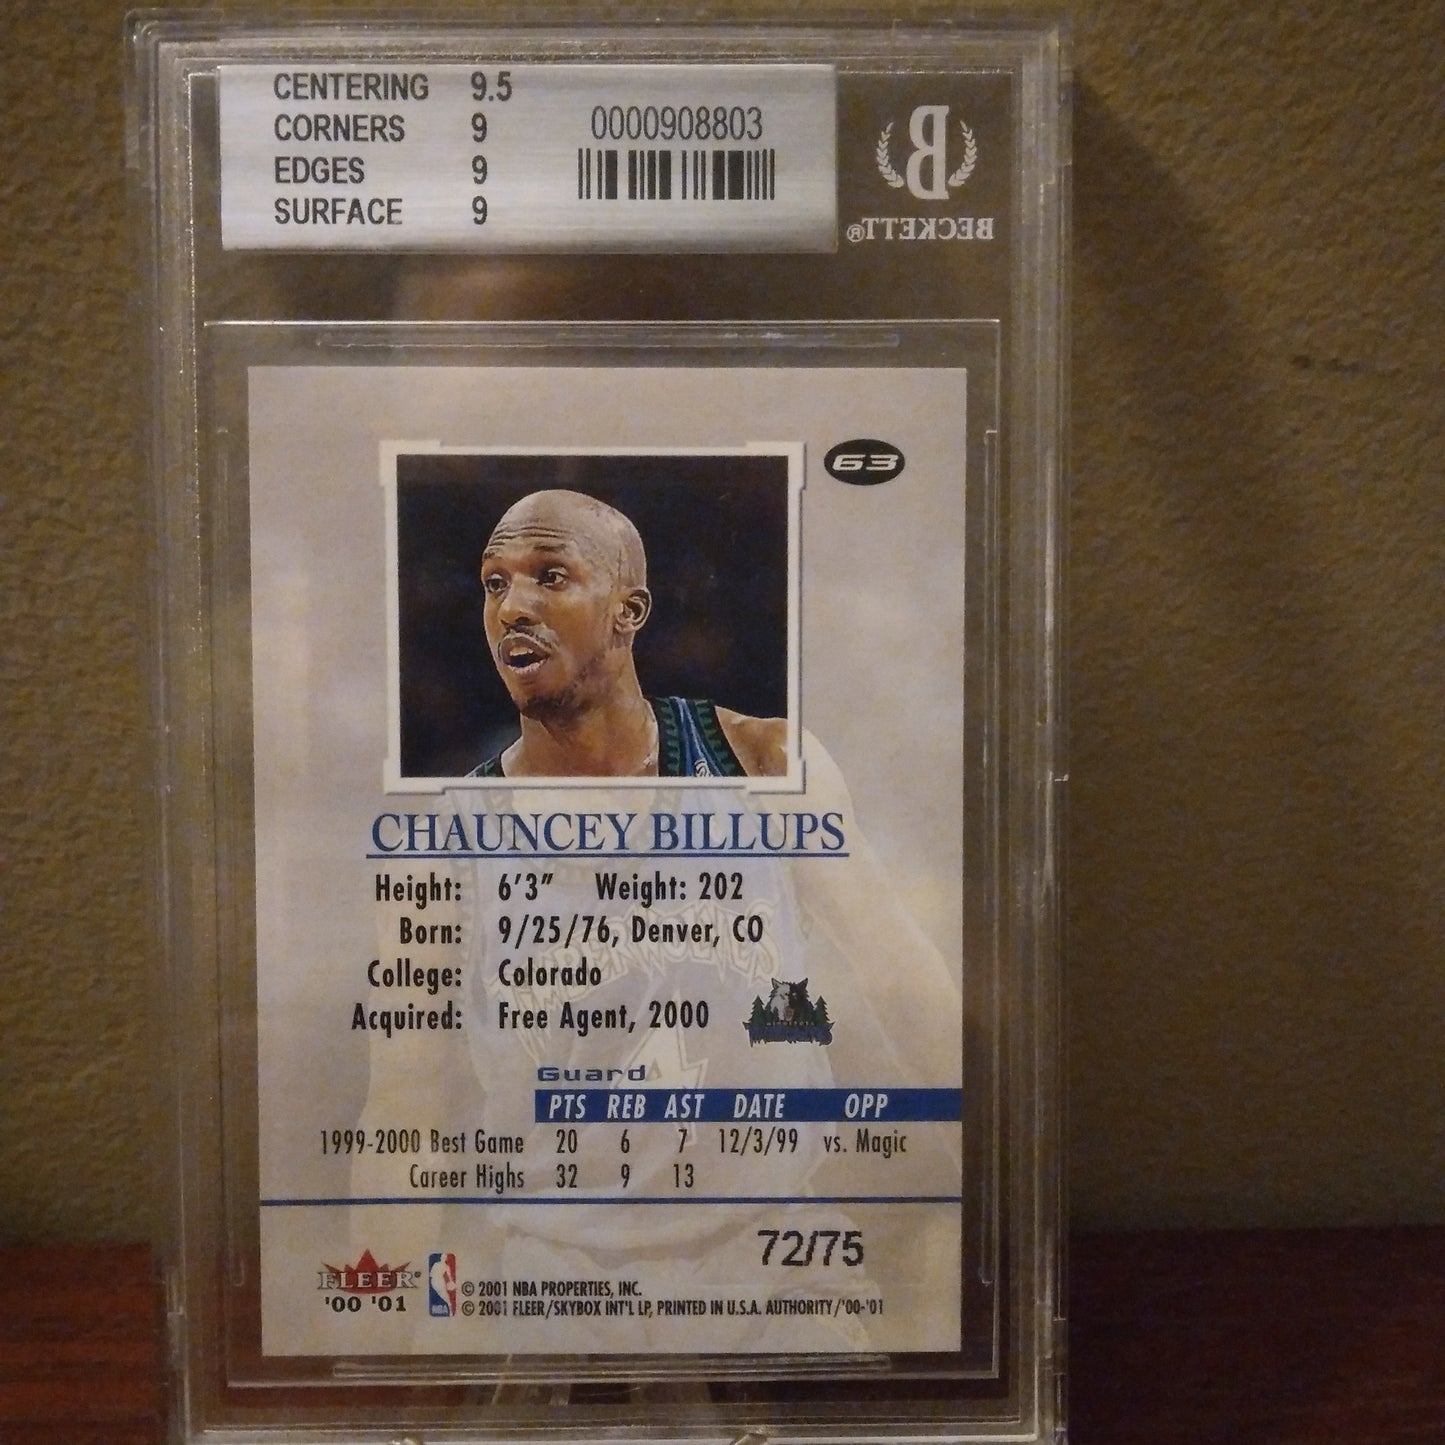 CENTERING 9.5
CORNERS 9
EDGES 9
SURFACE 9
0000908803
B
BECKETT®
63
CHAUNCEY BILLUPS
Height: 6'3" Weight: 202
Born: 9/25/76, Denver, CO
College: Colorado
Acquired: Free Agent, 2000
TIMBERWOLVES
4
Guard
PTS REB AST DATE OPP
1999-2000 Best Game 20 6 7 12/3/99 vs. Magic
Career Highs 32 9 13
72/75
FLEER®
'00 '01
NBA
© 2001 NBA PROPERTIES, INC.
© 2001 FLEER/SKYBOX INT'L LP, PRINTED IN U.S.A. AUTHORITY/'00-'01